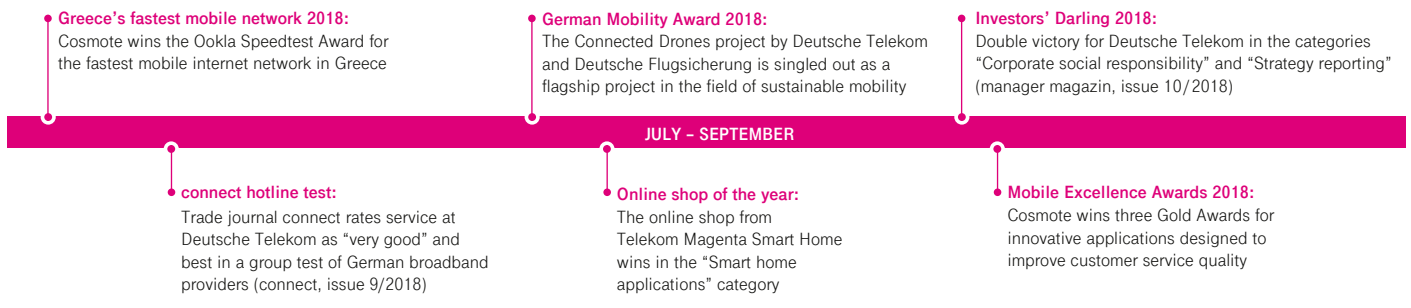 Greece's fastest mobile network 2018:
Cosmote wins the Ookla Speedtest Award for
the fastest mobile internet network in Greece
German Mobility Award 2018:
The Connected Drones project by Deutsche Telekom
and Deutsche Flugsicherung is singled out as a
flagship project in the field of sustainable mobility
Investors' Darling 2018:
Double victory for Deutsche Telekom in the categories
“Corporate social responsibility” and “Strategy reporting”
(manager magazin, issue 10/2018)
JULY – SEPTEMBER
connect hotline test:
Trade journal connect rates service at
Deutsche Telekom as “very good” and
best in a group test of German broadband
providers (connect, issue 9/2018)
Online shop of the year:
The online shop from
Telekom Magenta Smart Home
wins in the “Smart home
applications” category
Mobile Excellence Awards 2018:
Cosmote wins three Gold Awards for
innovative applications designed to
improve customer service quality